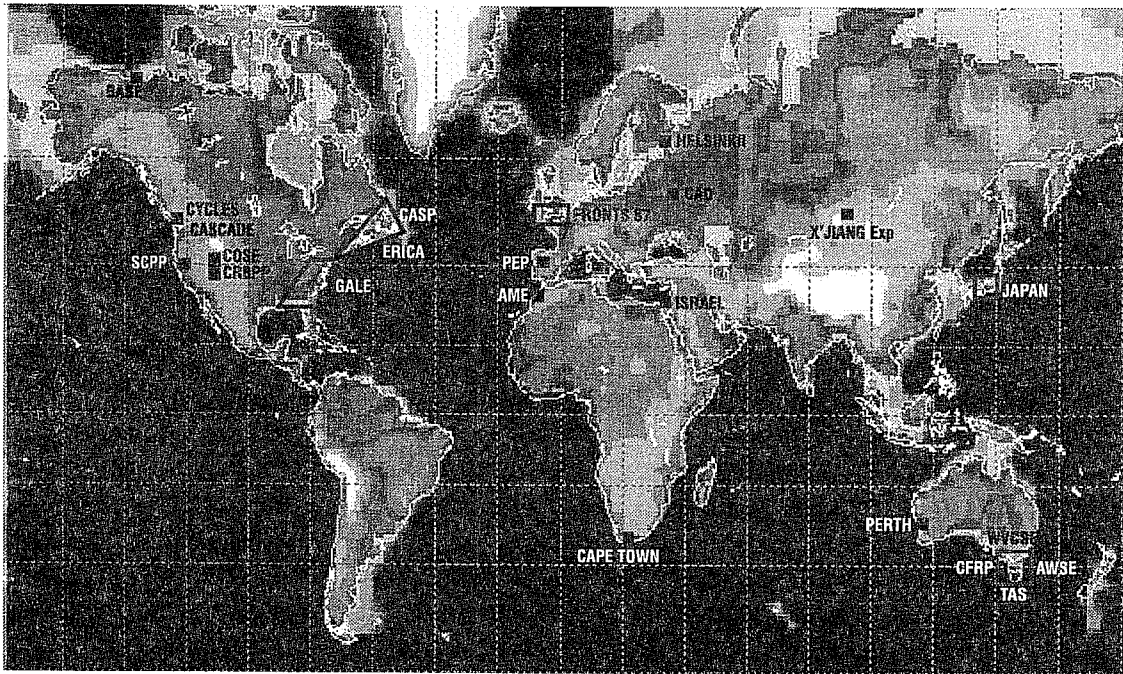 BASE
HELSINKI
CAO
CYCLES
CASCADE
CASP
FRONTS 87
X'JIANG Exp
ERICA
SCPP
COSE
CRBPP
PEP
GALE
AME
ISRAEL
JAPAN
PERTH
CAPE TOWN
CFRP
AWSE
TAS